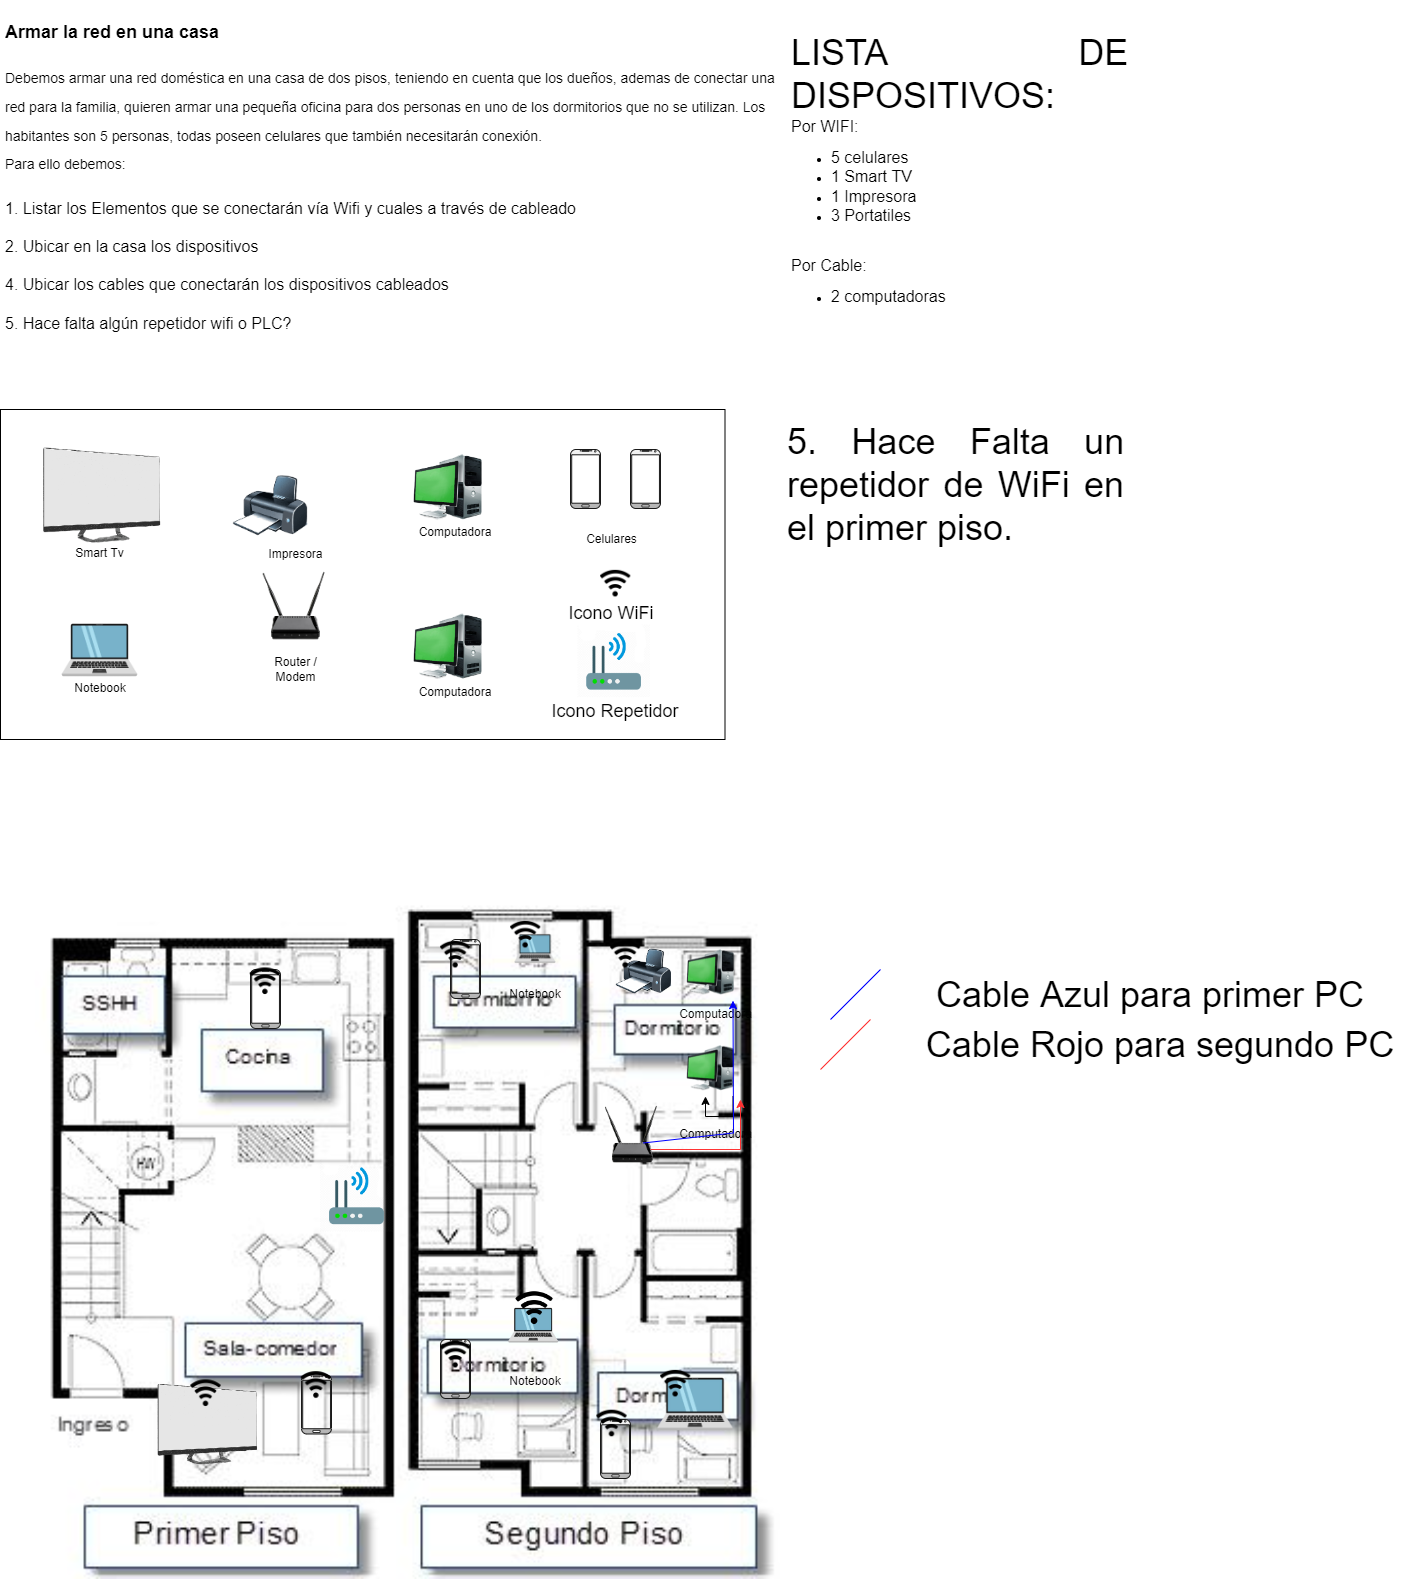 Armar la red en una casa
Debemos armar una red doméstica en una casa de dos pisos, teniendo en cuenta que los dueños, ademas de conectar una
red para la familia, quieren armar una pequeña oficina para dos personas en uno de los dormitorios que no se utilizan. Los
habitantes son 5 personas, todas poseen celulares que también necesitarán conexión.
Para ello debemos:
1. Listar los Elementos que se conectarán vía Wifi y cuales a través de cableado
2. Ubicar en la casa los dispositivos
4. Ubicar los cables que conectarán los dispositivos cableados
5. Hace falta algún repetidor wifi o PLC?
LISTA DE
DISPOSITIVOS:
Por WIFI:
• 5 celulares
• 1 Smart TV
• 1 Impresora
• 3 Portatiles
Por Cable:
• 2 computadoras
Smart Tv
Impresora
Computadora
Celulares
Icono WiFi
Notebook
Router /
Modem
Computadora
Icono Repetidor
5. Hace Falta un
repetidor de WiFi en
el primer piso.
SSHH
Cocina
HW
Sala-comedor
Ingreso
Primer Piso
Dormitorio
Notebook
Computadora
Dormitorio
Computadora
Dormitorio
Notebook
Dorm
Segundo Piso
Cable Azul para primer PC
Cable Rojo para segundo PC